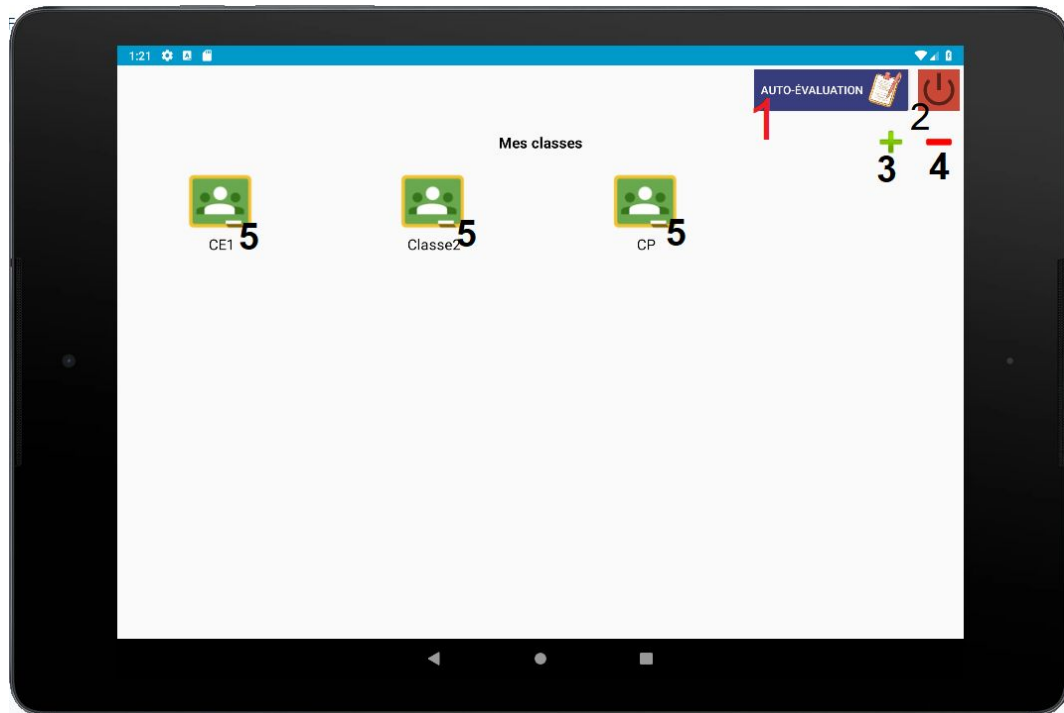 1:21
AUTO-ÉVALUATION
1
2
Mes classes
3
4
CE1 5
Classe2 5
CP 5